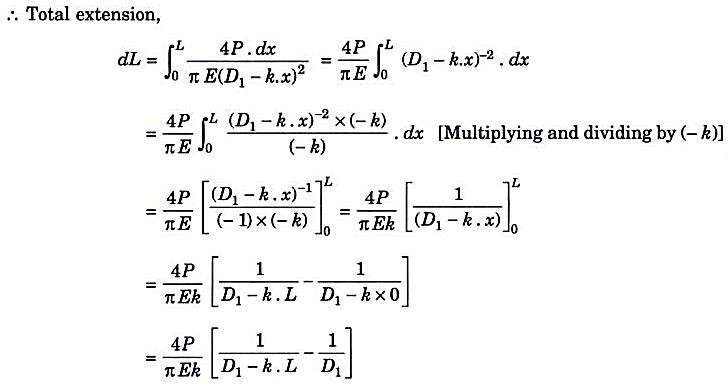 ∴ Total extension,
dL = ∫₀ᴸ 4P . dx / π E(D₁ – k.x)² = 4P/πE ∫₀ᴸ (D₁ – k.x)⁻² . dx
= 4P/πE ∫₀ᴸ (D₁ – k . x)⁻² × (– k) / (– k) . dx [Multiplying and dividing by (– k)]
= 4P/πE [(D₁ – k . x)⁻¹ / (– 1) × (– k)]₀ᴸ = 4P/πEk [1/(D₁ – k . x)]₀ᴸ
= 4P/πEk [1/D₁ – k . L – 1/D₁ – k × 0]
= 4P/πEk [1/D₁ – k . L – 1/D₁]